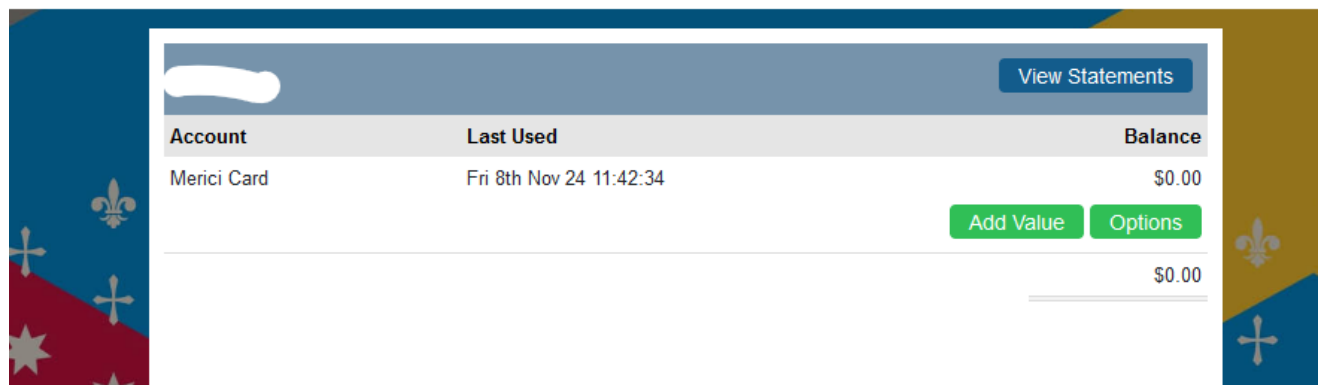 View Statements
Account Last Used Balance
Merici Card Fri 8th Nov 24 11:42:34 $0.00
Add Value Options
$0.00